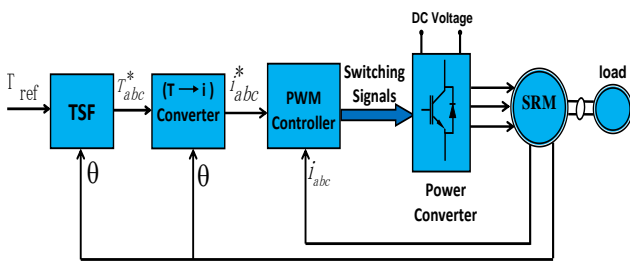 DC Voltage
T ref
TSF
T*abc
(T → i)
Converter
i*abc
PWM
Controller
Switching
Signals
SRM
load
θ
θ
iabc
Power
Converter